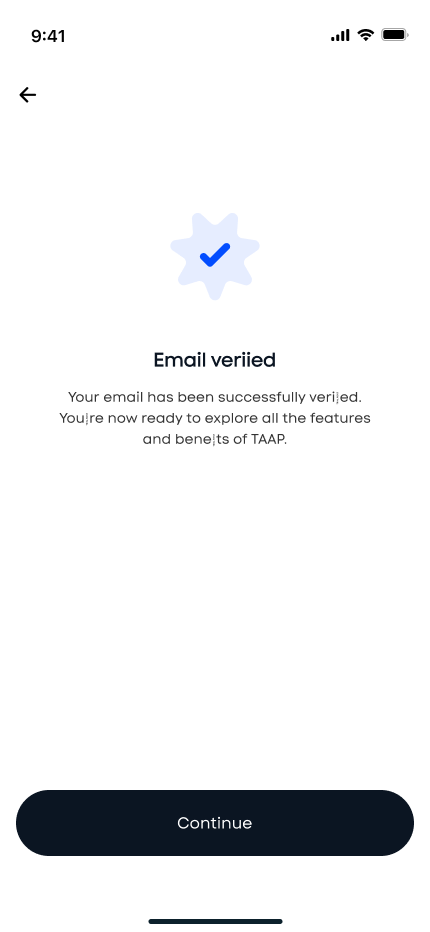 9:41
Email veriied
Your email has been successfully veri¦ed.
You¦re now ready to explore all the features
and bene¦ts of TAAP.
Continue